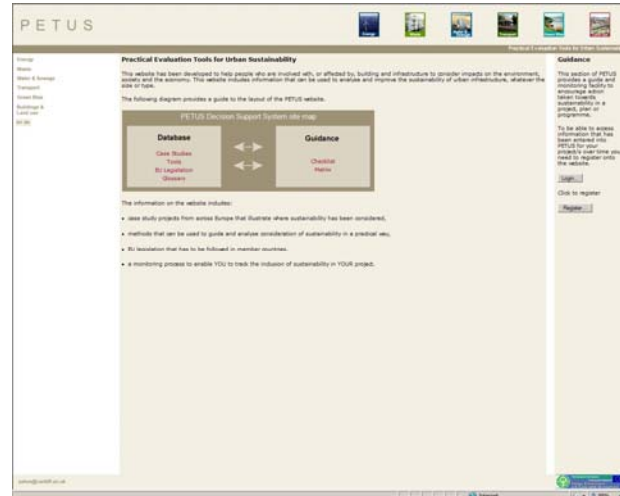 PETUS
Energy
Waste
Water & Sewage
Transport
Green Blue
Buildings &
Land use
Practical Evaluation Tools for Urban Sustainability
This website has been developed to help people who are involved with, or affected by, building and infrastructure to consider impacts on the environment,
society and the economy. This website includes information that can be used to analyse and improve the sustainability of urban infrastructure, whatever the
size or type.
The following diagram provides a guide to the layout of the PETUS website.
PETUS Decision Support System site map
Database
Case Studies
Tools
EU Legislation
Glossary
Guidance
Checklist
Matrix
The information on the website includes:
• case study projects from across Europe that illustrate where sustainability has been considered,
• methods that can be used to guide and analyse consideration of sustainability in a practical way,
• EU legislation that has to be followed in member countries.
• a monitoring process to enable YOU to track the inclusion of sustainability in YOUR project.
Guidance
This section of PETUS
provides a guide and
monitoring facility to
encourage action
taken towards
sustainability in a
project, plan or
programme.
To be able to access
information that has
been entered into
PETUS for your
project/s over time you
need to register onto
the website.
Login...
Click to register
Register...
petus@cardiff.ac.uk